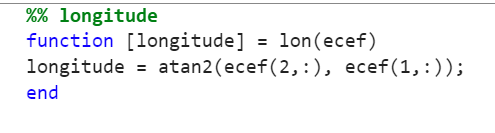 %% longitude
function [longitude] = lon(ecef)
longitude = atan2(ecef(2,:), ecef(1,:));
end